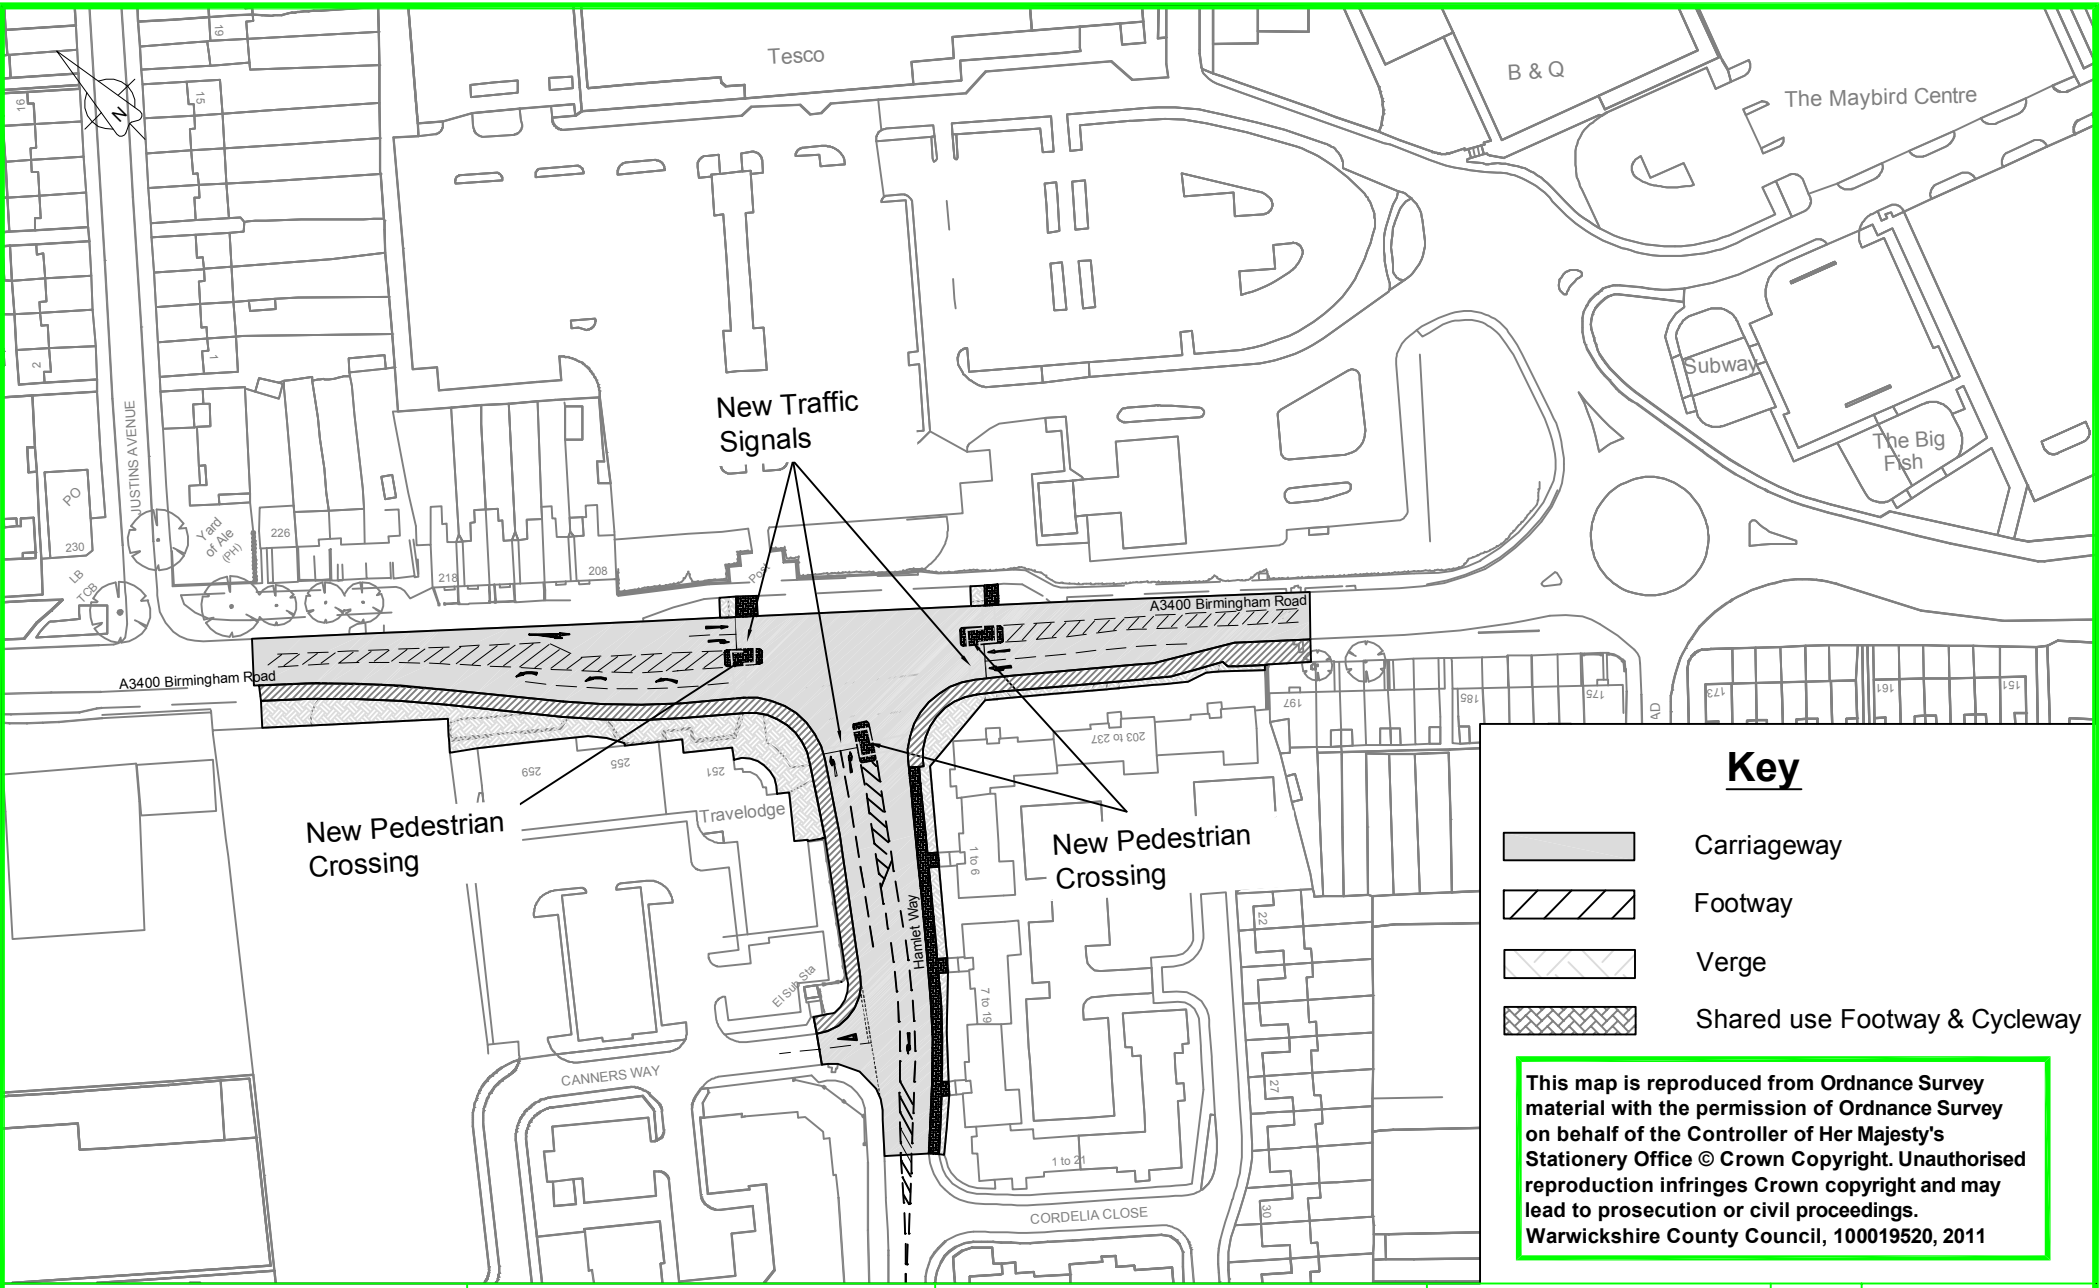 Tesco
B & Q
The Maybird Centre
N
19
16
15
2
1
JUSTINS AVENUE
PO
230
LB
TCB
Yard
of Ale
(PH)
226
218
208
Post
New Traffic
Signals
Subway
The Big
Fish
A3400 Birmingham Road
A3400 Birmingham Road
259
255
251
Travelodge
203 to 237
197
185
175
173
161
151
AD
New Pedestrian
Crossing
New Pedestrian
Crossing
1 to 6
Hamlet Way
El Sub Sta
7 to 19
22
27
30
CANNERS WAY
1 to 21
CORDELIA CLOSE
Key
Carriageway
Footway
Verge
Shared use Footway & Cycleway
This map is reproduced from Ordnance Survey
material with the permission of Ordnance Survey
on behalf of the Controller of Her Majesty's
Stationery Office © Crown Copyright. Unauthorised
reproduction infringes Crown copyright and may
lead to prosecution or civil proceedings.
Warwickshire County Council, 100019520, 2011